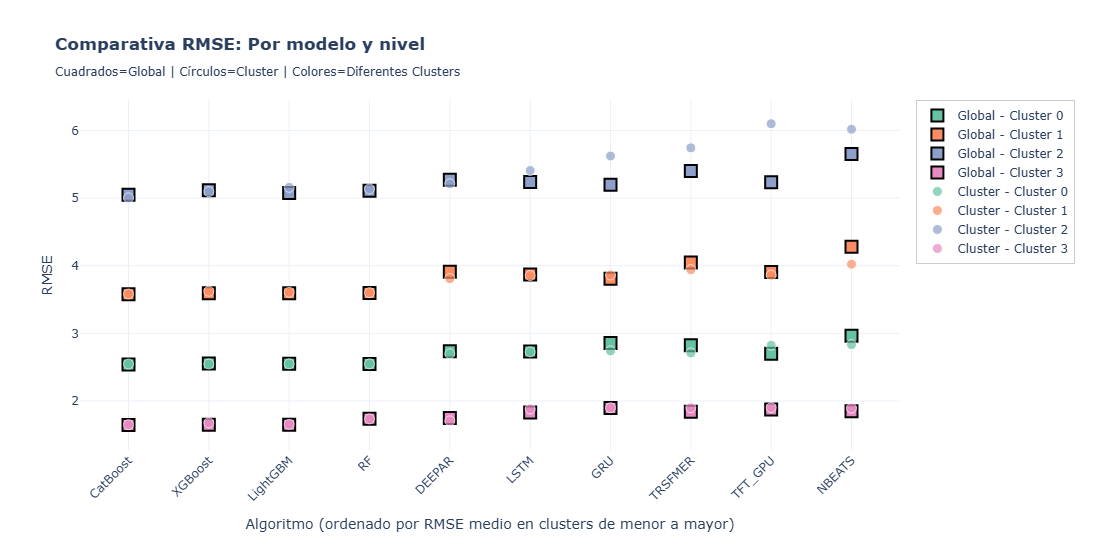 Comparativa RMSE: Por modelo y nivel
Cuadrados=Global | Círculos=Cluster | Colores=Diferentes Clusters
RMSE
6
5
4
3
2
CatBoost
XGBoost
LightGBM
RF
DEEPAR
LSTM
GRU
TRSFMER
TFT_GPU
NBEATS
Algoritmo (ordenado por RMSE medio en clusters de menor a mayor)
Global - Cluster 0
Global - Cluster 1
Global - Cluster 2
Global - Cluster 3
Cluster - Cluster 0
Cluster - Cluster 1
Cluster - Cluster 2
Cluster - Cluster 3